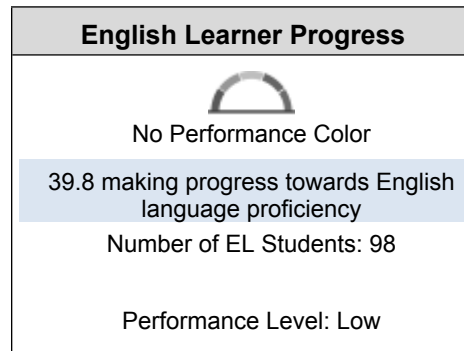 English Learner Progress
No Performance Color
39.8 making progress towards English
language proficiency
Number of EL Students: 98
Performance Level: Low